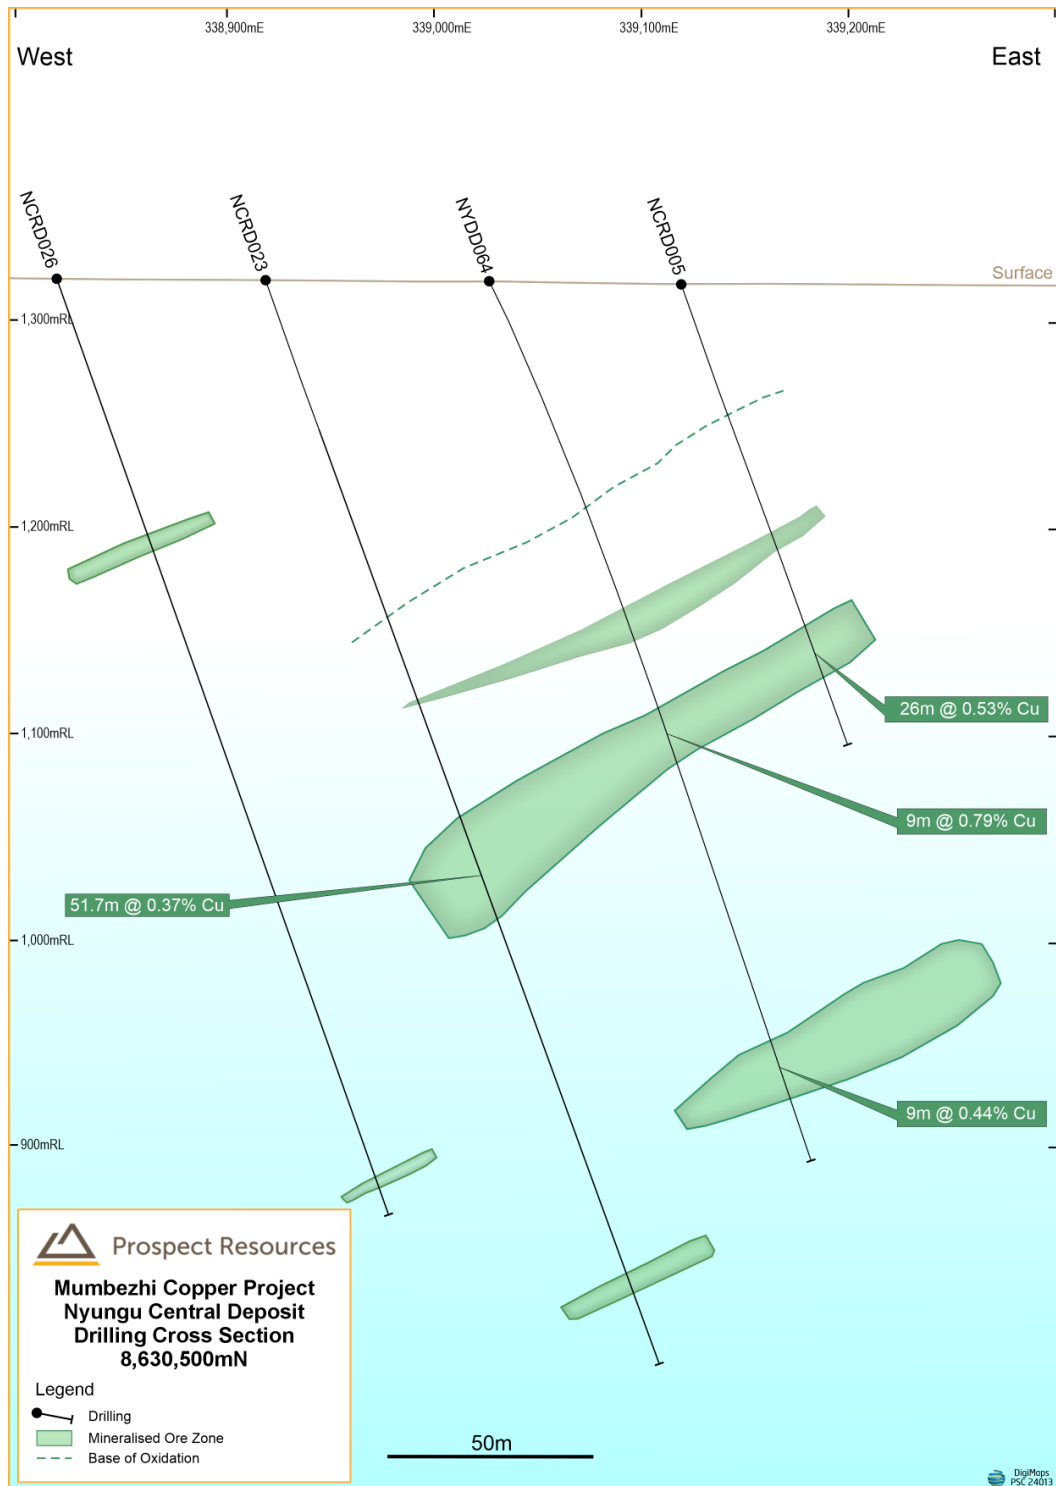 338,900mE
339,000mE
339,100mE
339,200mE
West
East
NCRD026
NCRD023
NYDD064
NCRD005
Surface
1,300mRL
1,200mRL
1,100mRL
26m @ 0.53% Cu
9m @ 0.79% Cu
51.7m @ 0.37% Cu
1,000mRL
9m @ 0.44% Cu
900mRL
Prospect Resources
Mumbezhi Copper Project
Nyungu Central Deposit
Drilling Cross Section
8,630,500mN
Legend
Drilling
Mineralised Ore Zone
Base of Oxidation
50m
DigiMaps
PSC 24013